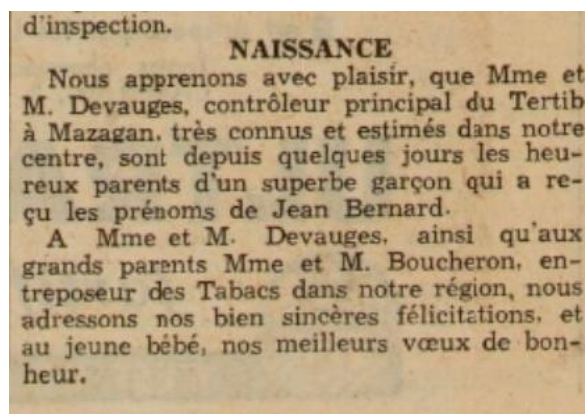 d'inspection.
NAISSANCE
Nous apprenons avec plaisir, que Mme et
M. Devauges, contrôleur principal du Tertib
à Mazagan. très connus et estimés dans notre
centre, sont depuis quelques jours les heu-
reux parents d'un superbe garçon qui a re-
çu les prénoms de Jean Bernard.
A Mme et M. Devauges. ainsi qu'aux
grands parents Mme et M. Boucheron, en-
treposeur des Tabacs dans notre région, nous
adressons nos bien sincères félicitations. et
au jeune bébé, nos meilleurs vœux de bon-
heur.